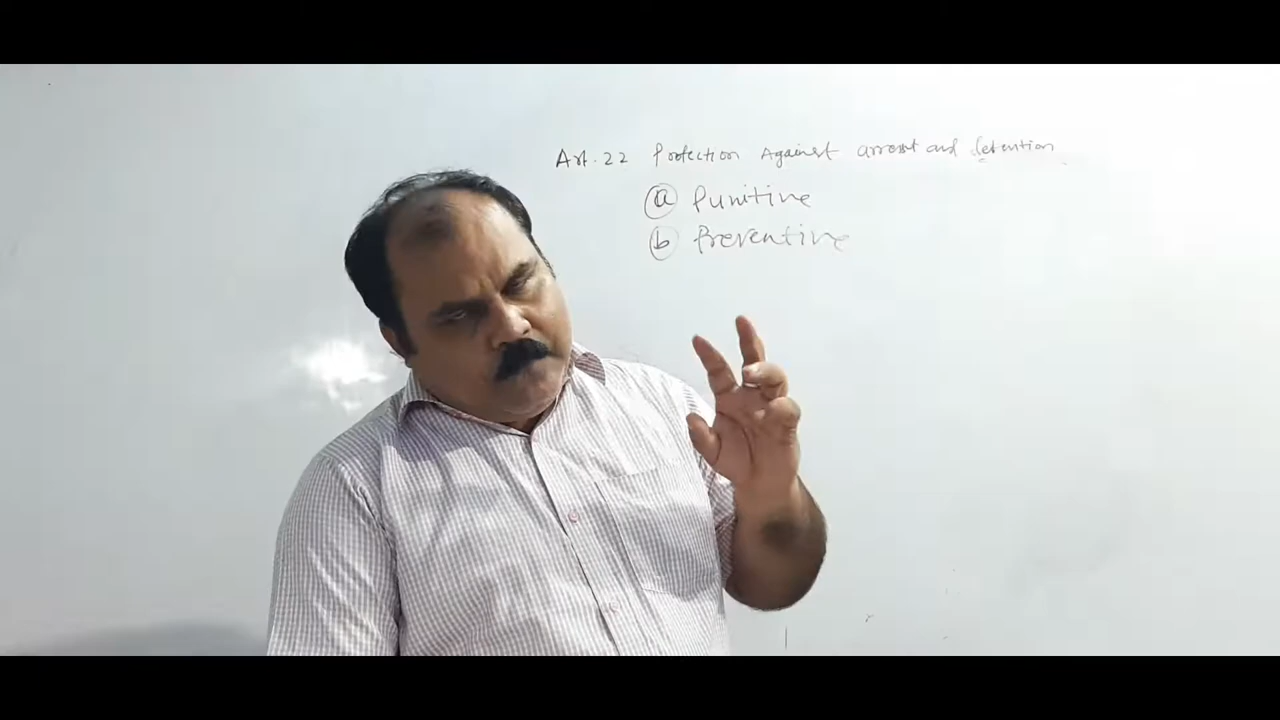 Art. 22 Protection Against arrest and detention
(a) Punitive
(b) Preventive